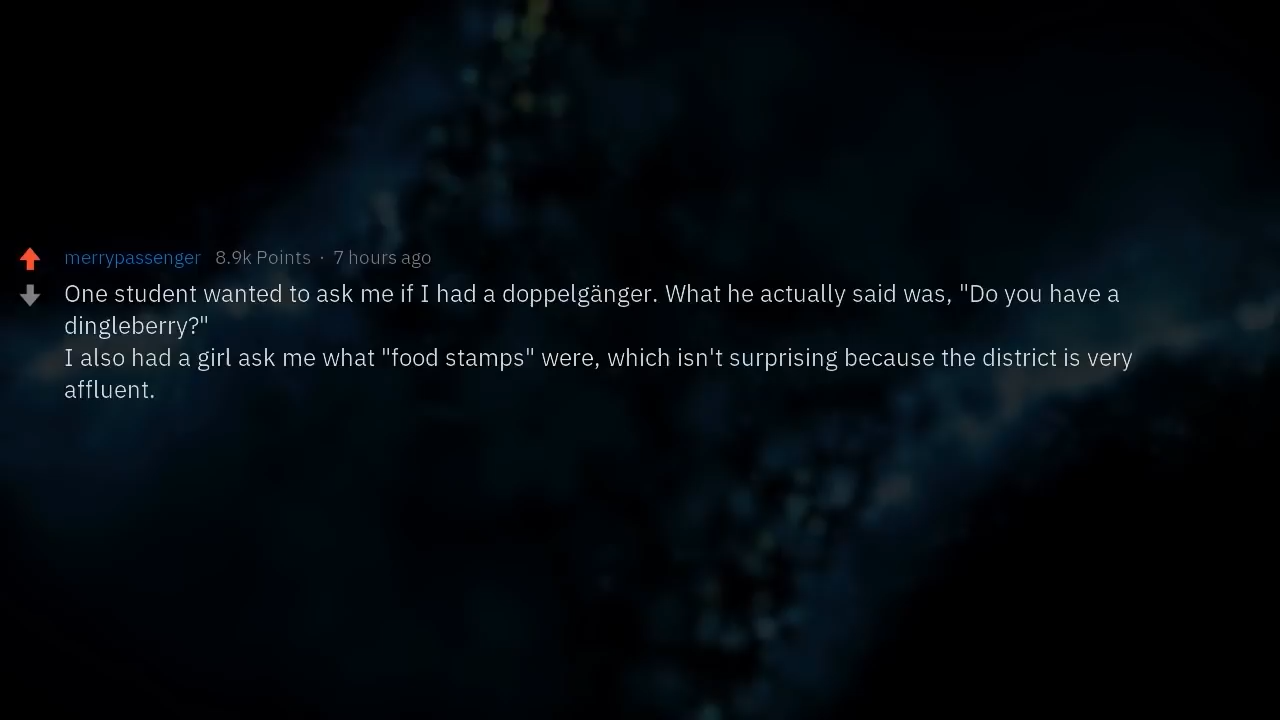 merrypassenger 8.9k Points · 7 hours ago
One student wanted to ask me if I had a doppelgänger. What he actually said was, "Do you have a
dingleberry?"
I also had a girl ask me what "food stamps" were, which isn't surprising because the district is very
affluent.